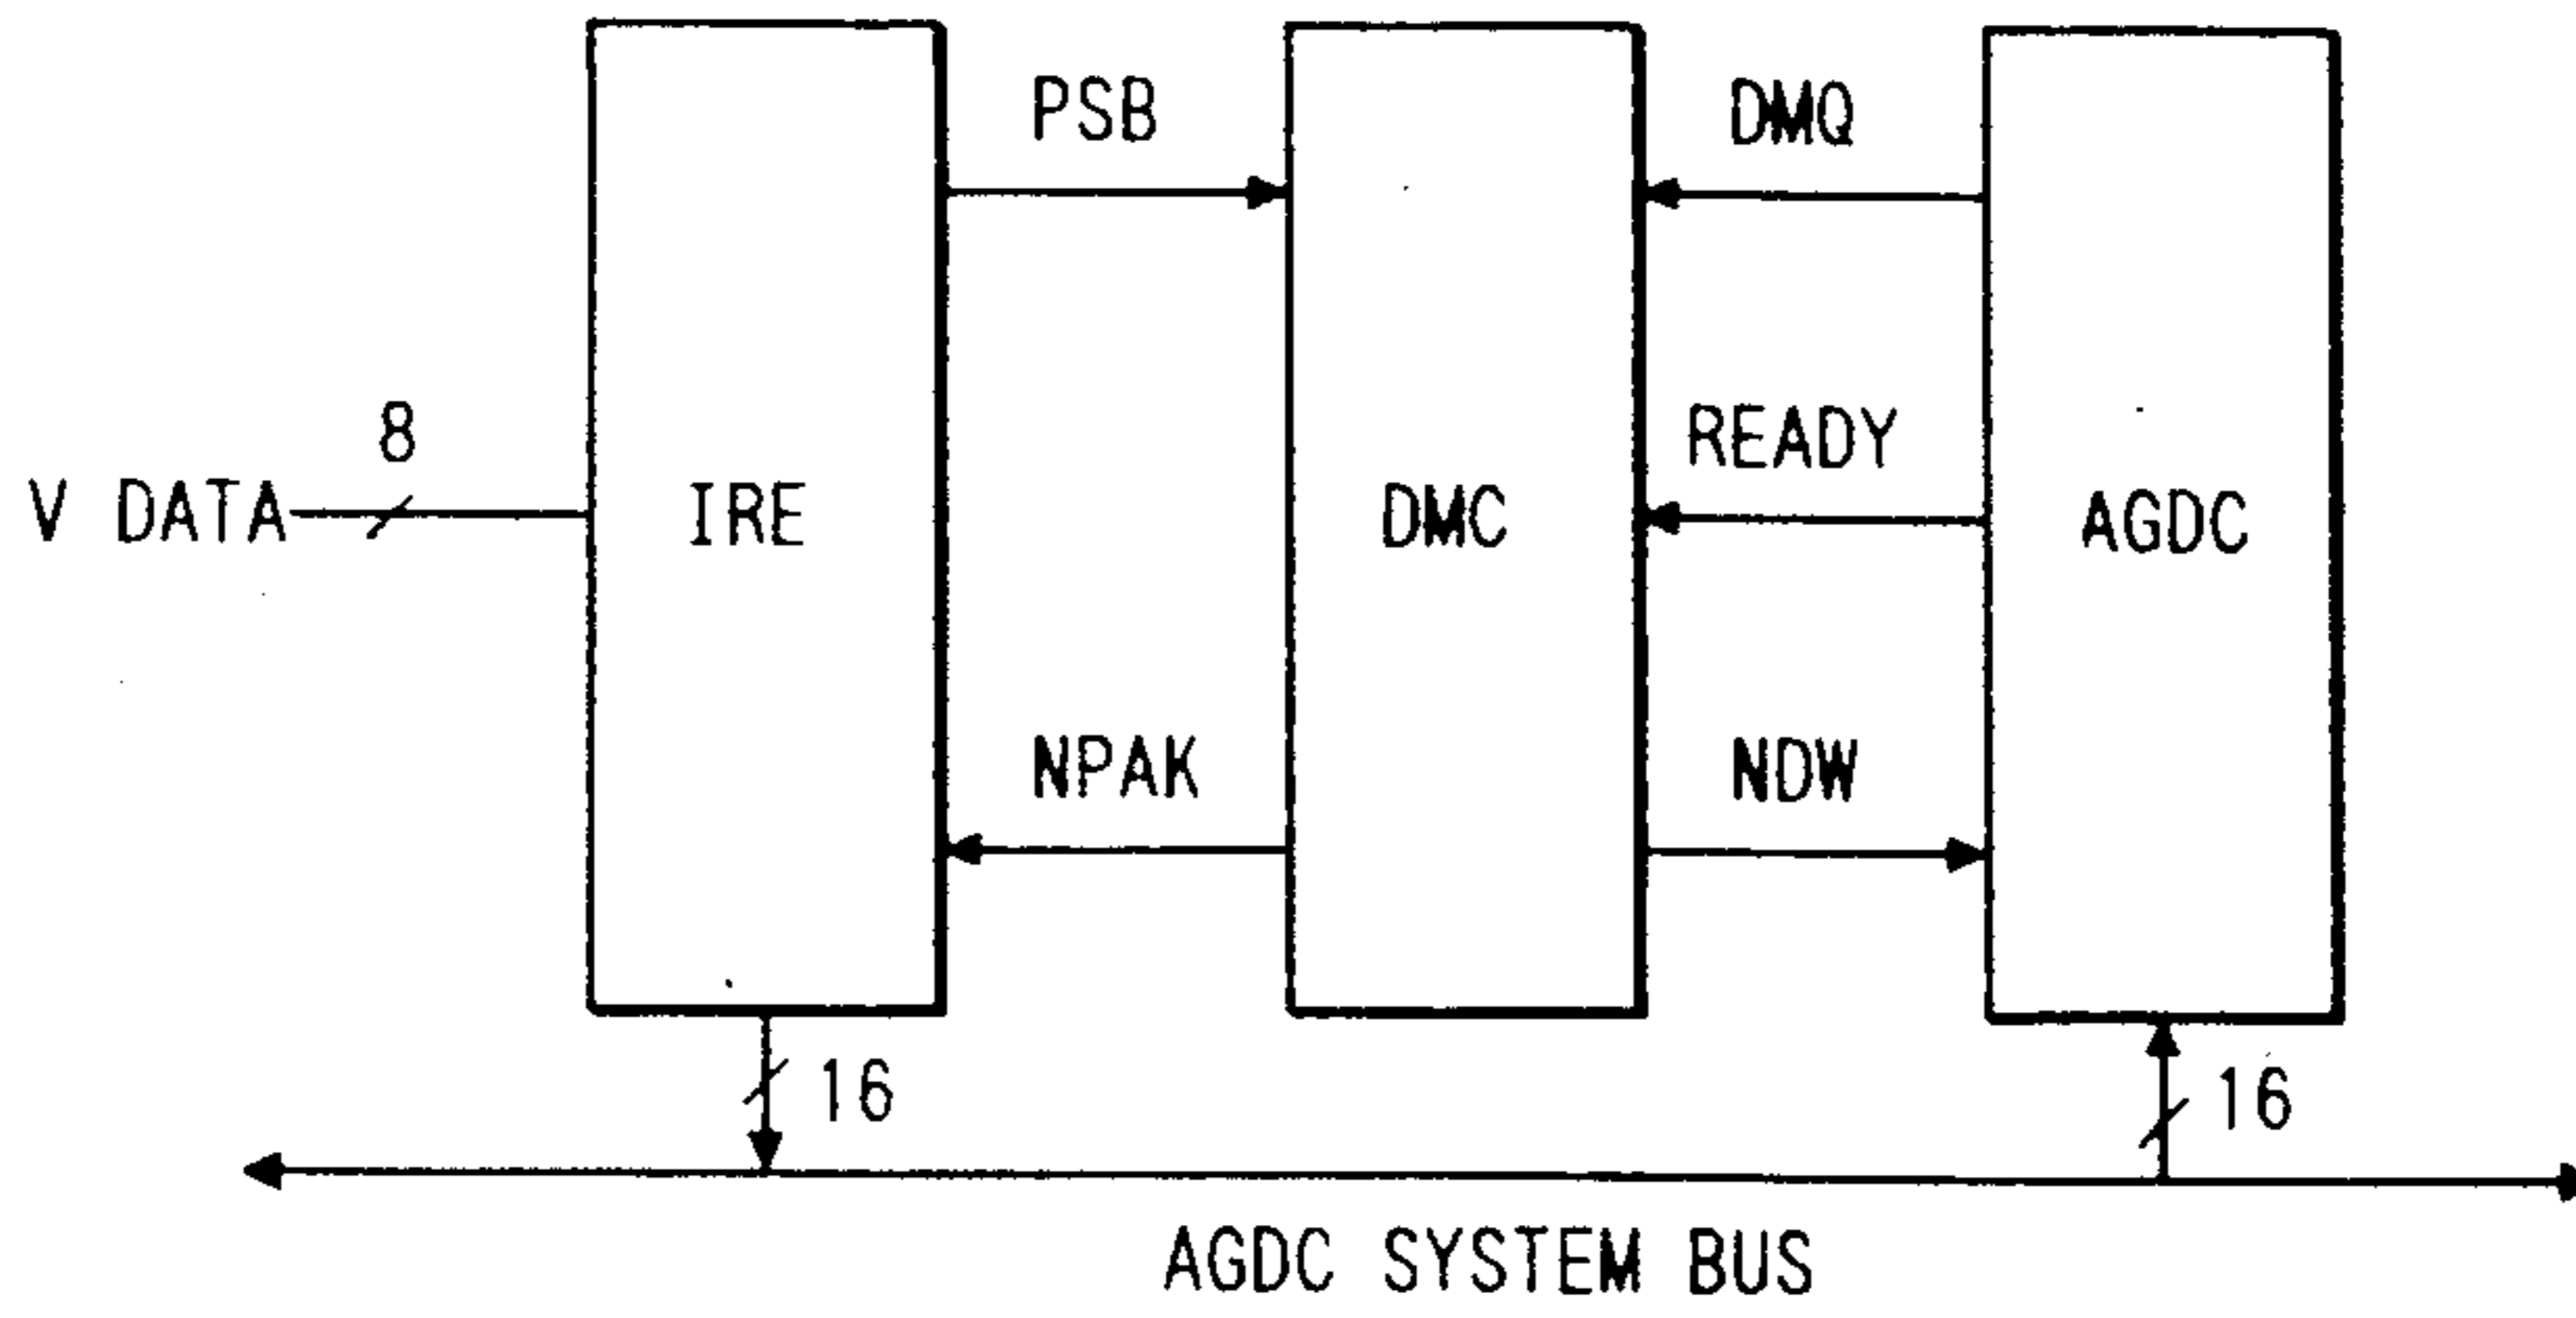 PSB
DMQ
8
READY
V DATA
IRE
DMC
AGDC
NPAK
NDW
16
16
AGDC SYSTEM BUS